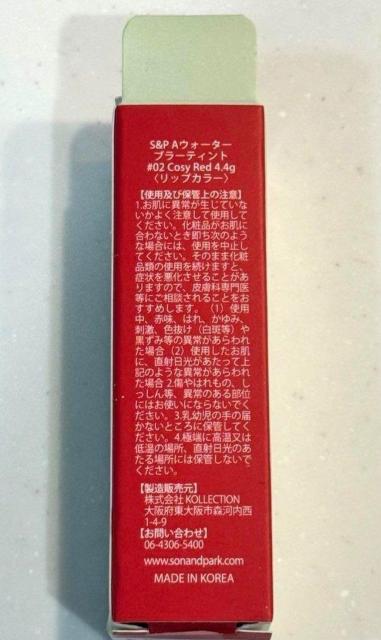 S&P Aウォーター
ブラーティント
#02 Cosy Red 4.4g
〈リップカラー〉
【使用及び保管上の注意】
1.お肌に異常が生じていな
いかよく注意して使用して
ください。化粧品がお肌に
合わないとき即ち次のよう
な場合には、使用を中止し
てください。そのまま化粧
品類の使用を続けますと、
症状を悪化させることがあ
りますので、皮膚科専門医
等にご相談されることをお
すすめします。（1）使用
中、赤味、はれ、かゆみ、
刺激、色抜け（白斑等）や
黒ずみ等の異常があらわれ
た場合（2）使用したお肌
に、直射日光があたって上
記のような異常があらわれ
た場合 2.傷やはれもの、し
っしん等、異常のある部位
にはお使いにならないでく
ださい。3.乳幼児の手の届
かないところに保管してく
ださい。4.極端に高温又は
低温の場所、直射日光のあ
たる場所には保管しないで
ください。
【製造販売元】
株式会社 KOLLECTION
大阪府東大阪市森河内西
1-4-9
【お問い合わせ】
06-4306-5400
www.sonandpark.com
MADE IN KOREA